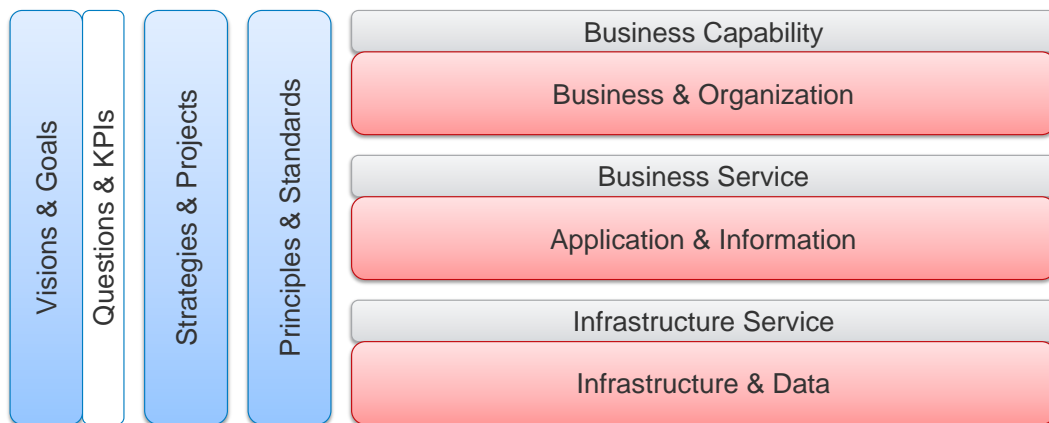 Visions & Goals
Questions & KPIs
Strategies & Projects
Principles & Standards
Business Capability
Business & Organization
Business Service
Application & Information
Infrastructure Service
Infrastructure & Data